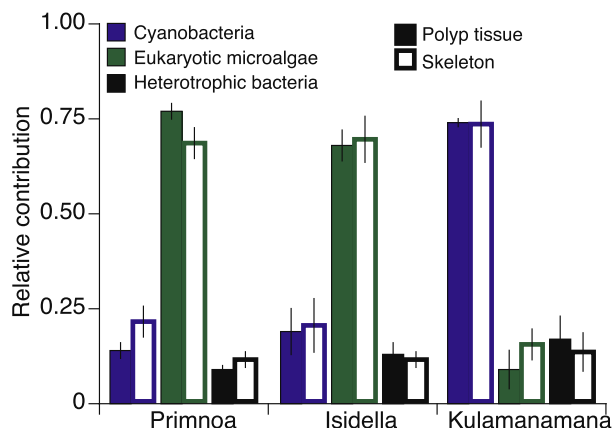 1.00
Cyanobacteria
Eukaryotic microalgae
Heterotrophic bacteria
Polyp tissue
Skeleton
0.75
0.50
0.25
0
Relative contribution
Primnoa
Isidella
Kulamanamana